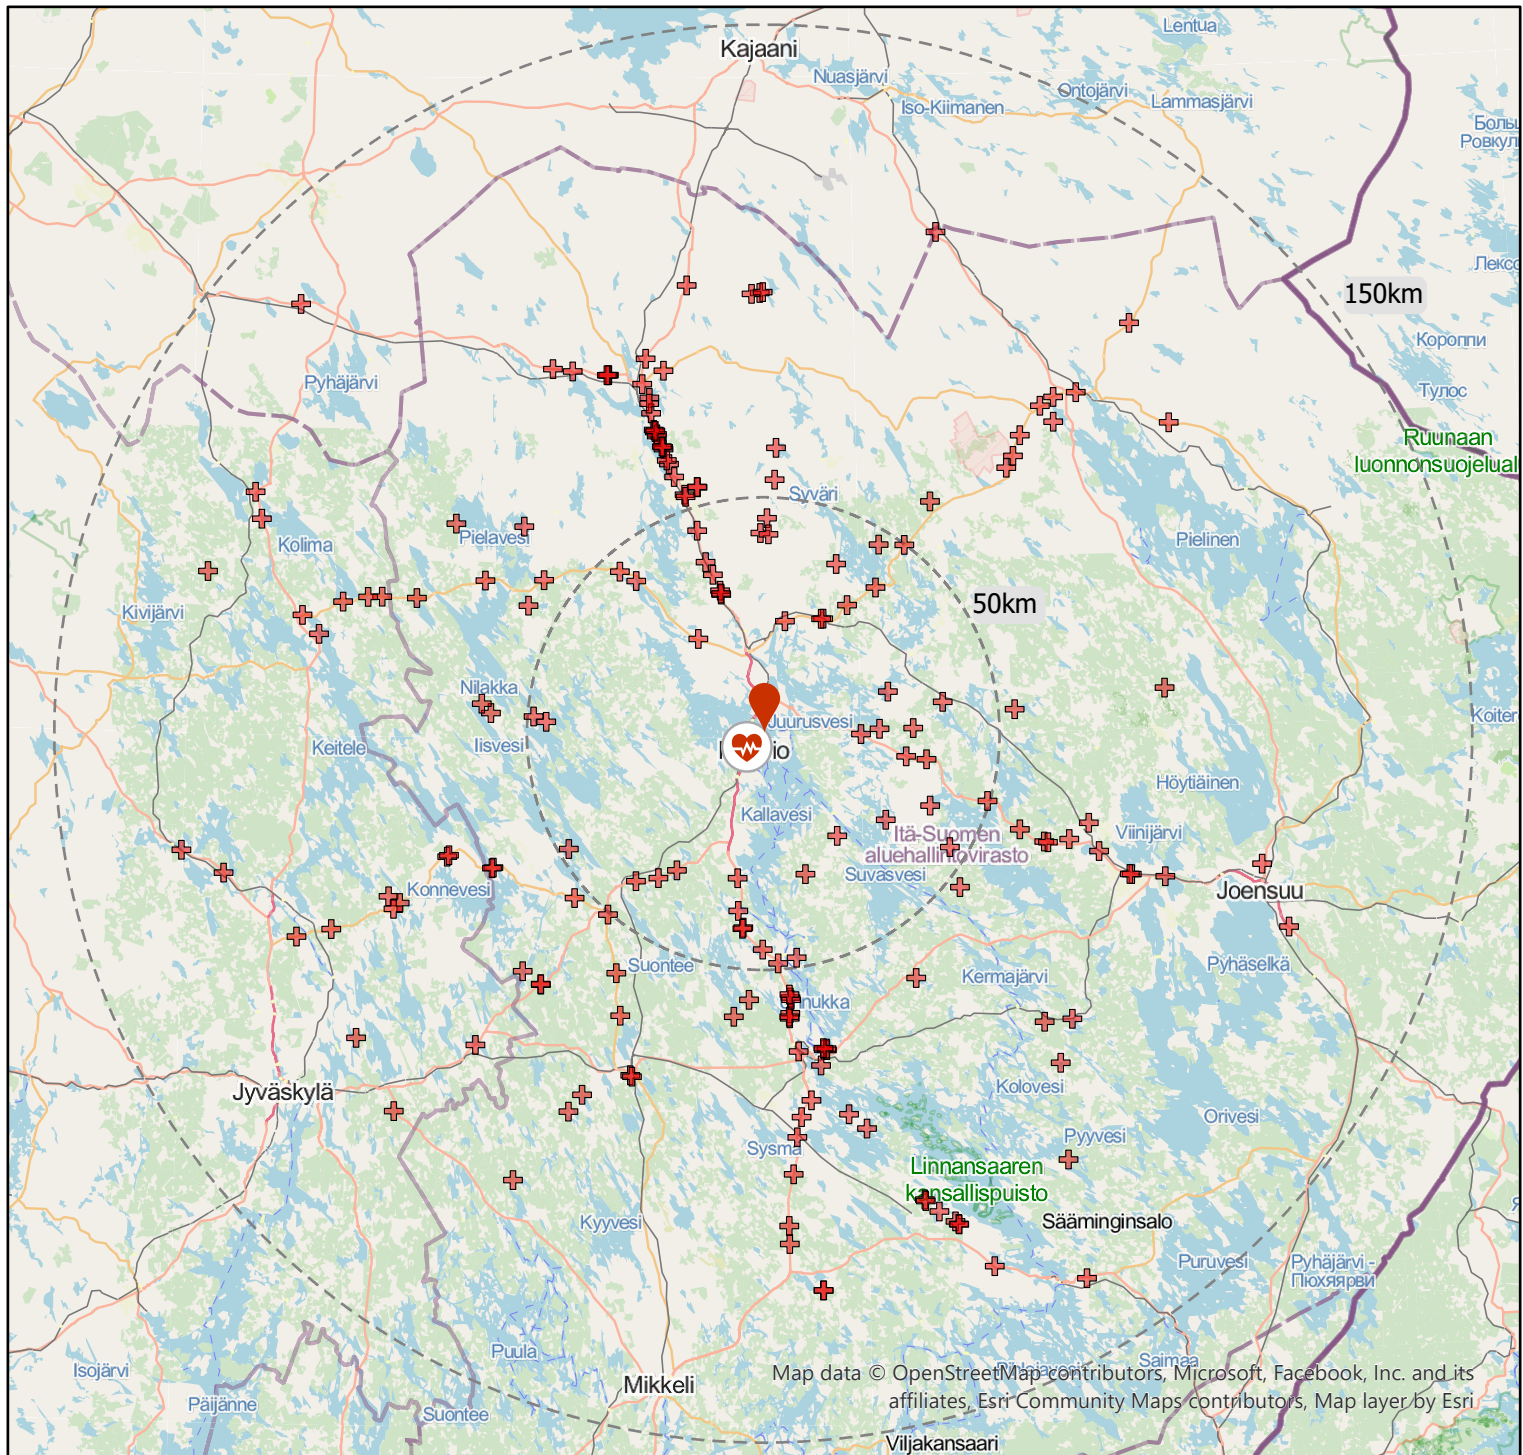 Lentua
Kajaani
Nuasjärvi
Ontojärvi
Iso-Kiimanen
Lammasjärvi
150km
Короппи
Pyhäjärvi
Тулос
Ruunaan
luonnonsuojelual
Syväri
Pielavesi
Kolima
Pielinen
50km
Kivijärvi
Nilakka
Juurusvesi
Koiter
Keitele
Iisvesi
Höytiäinen
Kallavesi
Itä-Suomen
aluehallintovirasto
Viinijärvi
Suvasvesi
Konnevesi
Joensuu
Suontee
Kermajärvi
Pyhäselkä
Jyväskylä
Kolovesi
Orivesi
Pyyvesi
Sysmä
Linnansaaren
kansallispuisto
Kyyvesi
Sääminginsalo
Puruvesi
Pyhäjärvi -
Пюхяярви
Puula
Isojärvi
Saimaa
Mikkeli
Map data © OpenStreetMap contributors, Microsoft, Facebook, Inc. and its
affiliates, Esri Community Maps contributors, Map layer by Esri
Päijänne
Suontee
Viljakansaari